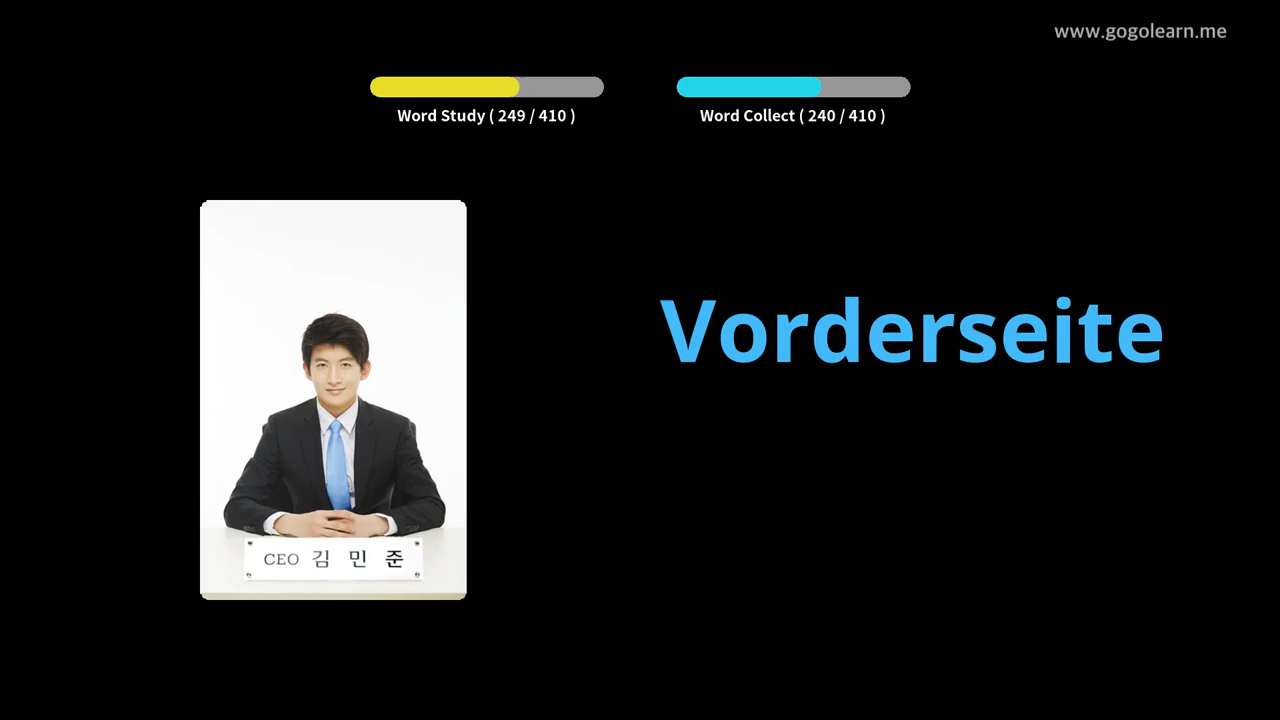 www.gogolearn.me
Word Study ( 249 / 410 )
Word Collect ( 240 / 410 )
Vorderseite
CEO 김 민 준